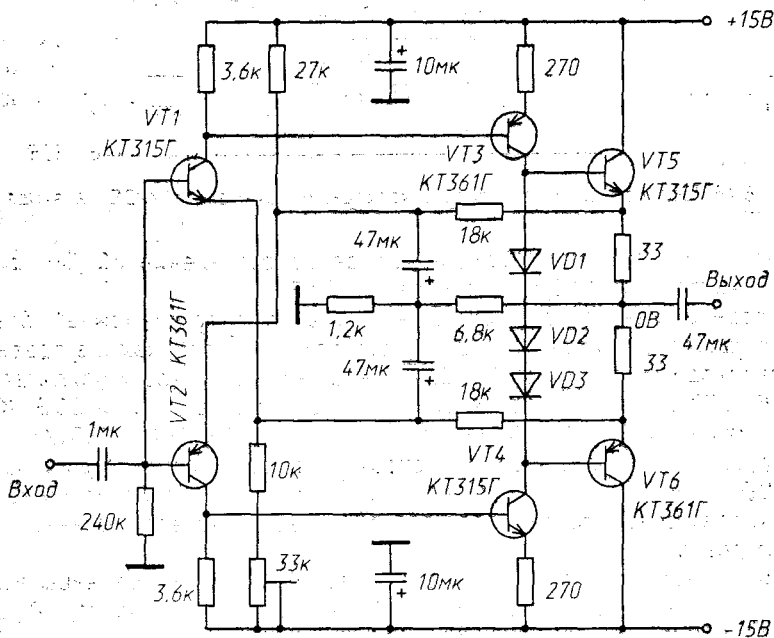 +15В
3,6к
27к
10мк
270
VT1
КТ315Г
VT3
КТ361Г
VT5
КТ315Г
18к
47мк
VD1
33
Выход
1,2к
6,8к
0В
47мк
VT2 КТ361Г
47мк
VD2
33
VD3
18к
1мк
Вход
10к
VT4
КТ315Г
VT6
КТ361Г
240к
3,6к
33к
10мк
270
-15В